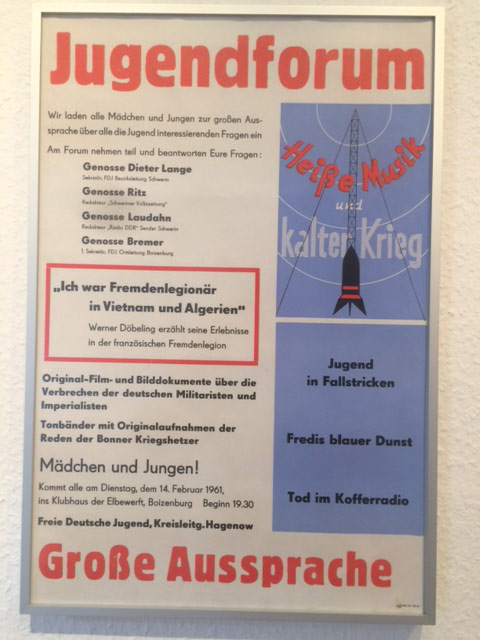 Jugendforum
Wir laden alle Mädchen und Jungen zur großen Aus-
sprache über alle die Jugend interessierenden Fragen ein
Am Forum nehmen teil und beantworten Eure Fragen:
Genosse Dieter Lange
Sekretär, FDJ Bezirksleitung Schwerin
Genosse Ritz
Redakteur „Schweriner Volkszeitung"
Genosse Laudahn
Redakteur „Radio DDR" Sender Schwerin
Genosse Bremer
1. Sekretär, FDJ Ortsleitung Boizenburg
„Ich war Fremdenlegionär
in Vietnam und Algerien"
Werner Döbeling erzählt seine Erlebnisse
in der französischen Fremdenlegion
Original-Film- und Bilddokumente über die
Verbrechen der deutschen Militaristen und
Imperialisten
Tonbänder mit Originalaufnahmen der
Reden der Bonner Kriegshetzer
Mädchen und Jungen!
Kommt alle am Dienstag, dem 14. Februar 1961,
ins Klubhaus der Elbewerft, Boizenburg Beginn 19.30
Freie Deutsche Jugend, Kreisleitg. Hagenow
Heiße Musik
und
kalter Krieg
Jugend
in Fallstricken
Fredis blauer Dunst
Tod im Kofferradio
Große Aussprache